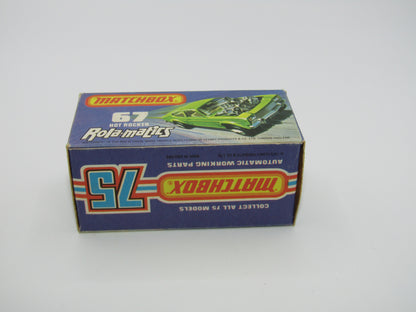 MATCHBOX
67
HOT ROCKER
Rola-matics
COLLECT ALL 75 MODELS
MATCHBOX
AUTOMATIC WORKING PARTS
75